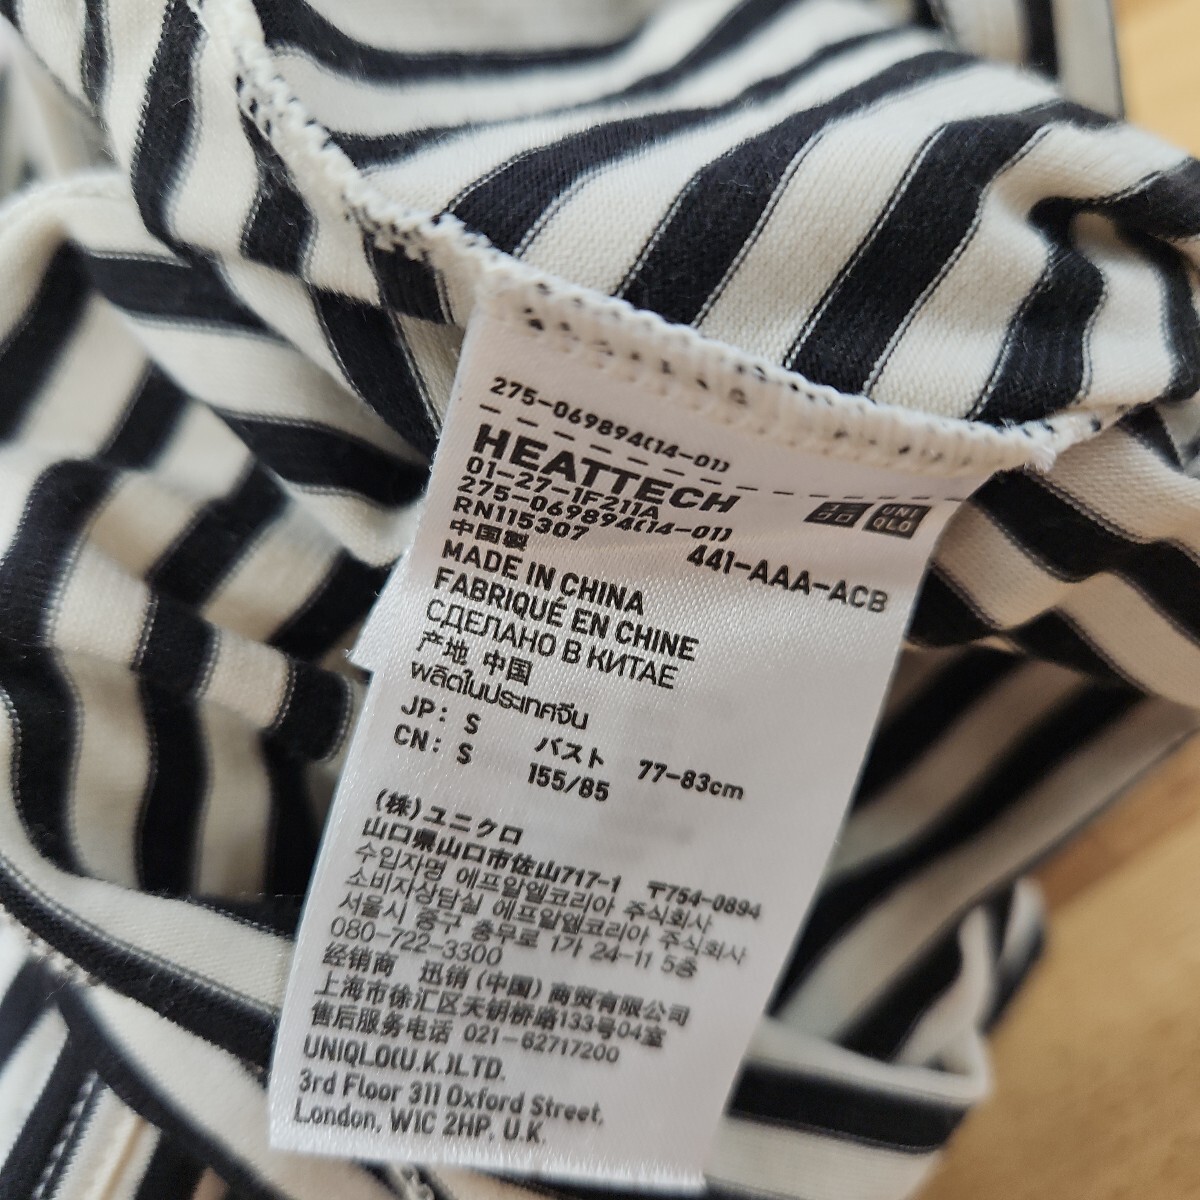 275-069894(14-01)
HEATTECH
01-27-1F211A
275-069894(14-01)
RN115307
ユニクロ
UNIQLO
441-AAA-ACB
中国製
MADE IN CHINA
FABRIQUÉ EN CHINE
СДЕЛАНО В КИТАЕ
产地 中国
ผลิตในประเทศจีน
JP: S バスト 77-83cm
CN: S 155/85
(株)ユニクロ
山口県山口市佐山717-1 〒754-0894
수입자명 에프알엘코리아 주식회사
소비자상담실 에프알엘코리아 주식회사
서울시 중구 충무로 1가 24-11 5층
080-722-3300
经销商 迅销(中国)商贸有限公司
上海市徐汇区天钥桥路133号04室
售后服务电话 021-62717200
UNIQLO(U.K.)LTD.
3rd Floor 311 Oxford Street,
London, W1C 2HP, U.K.